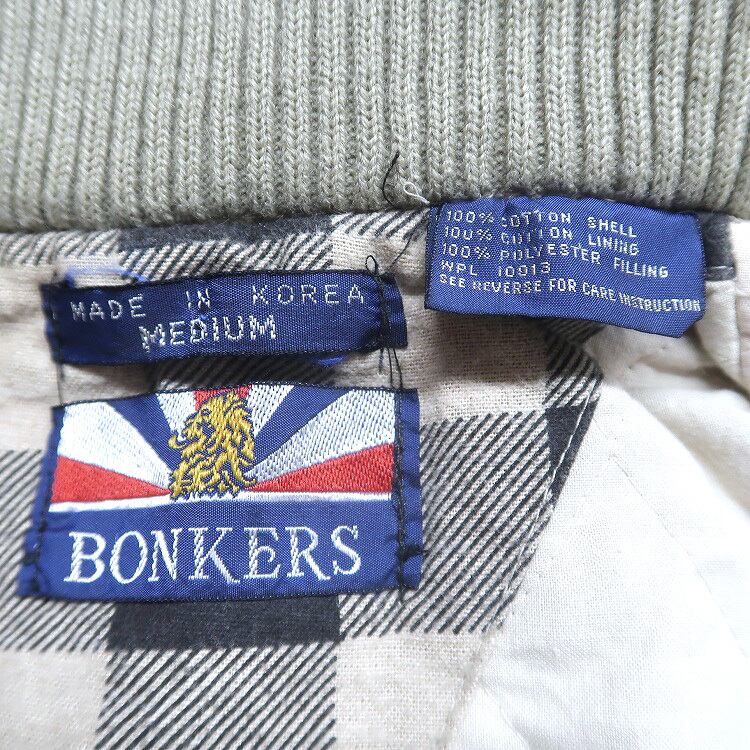 MADE IN KOREA
MEDIUM
BONKERS
100% COTTON SHELL
100% COTTON LINING
100% POLYESTER FILLING
WPL 10913
SEE REVERSE FOR CARE INSTRUCTION